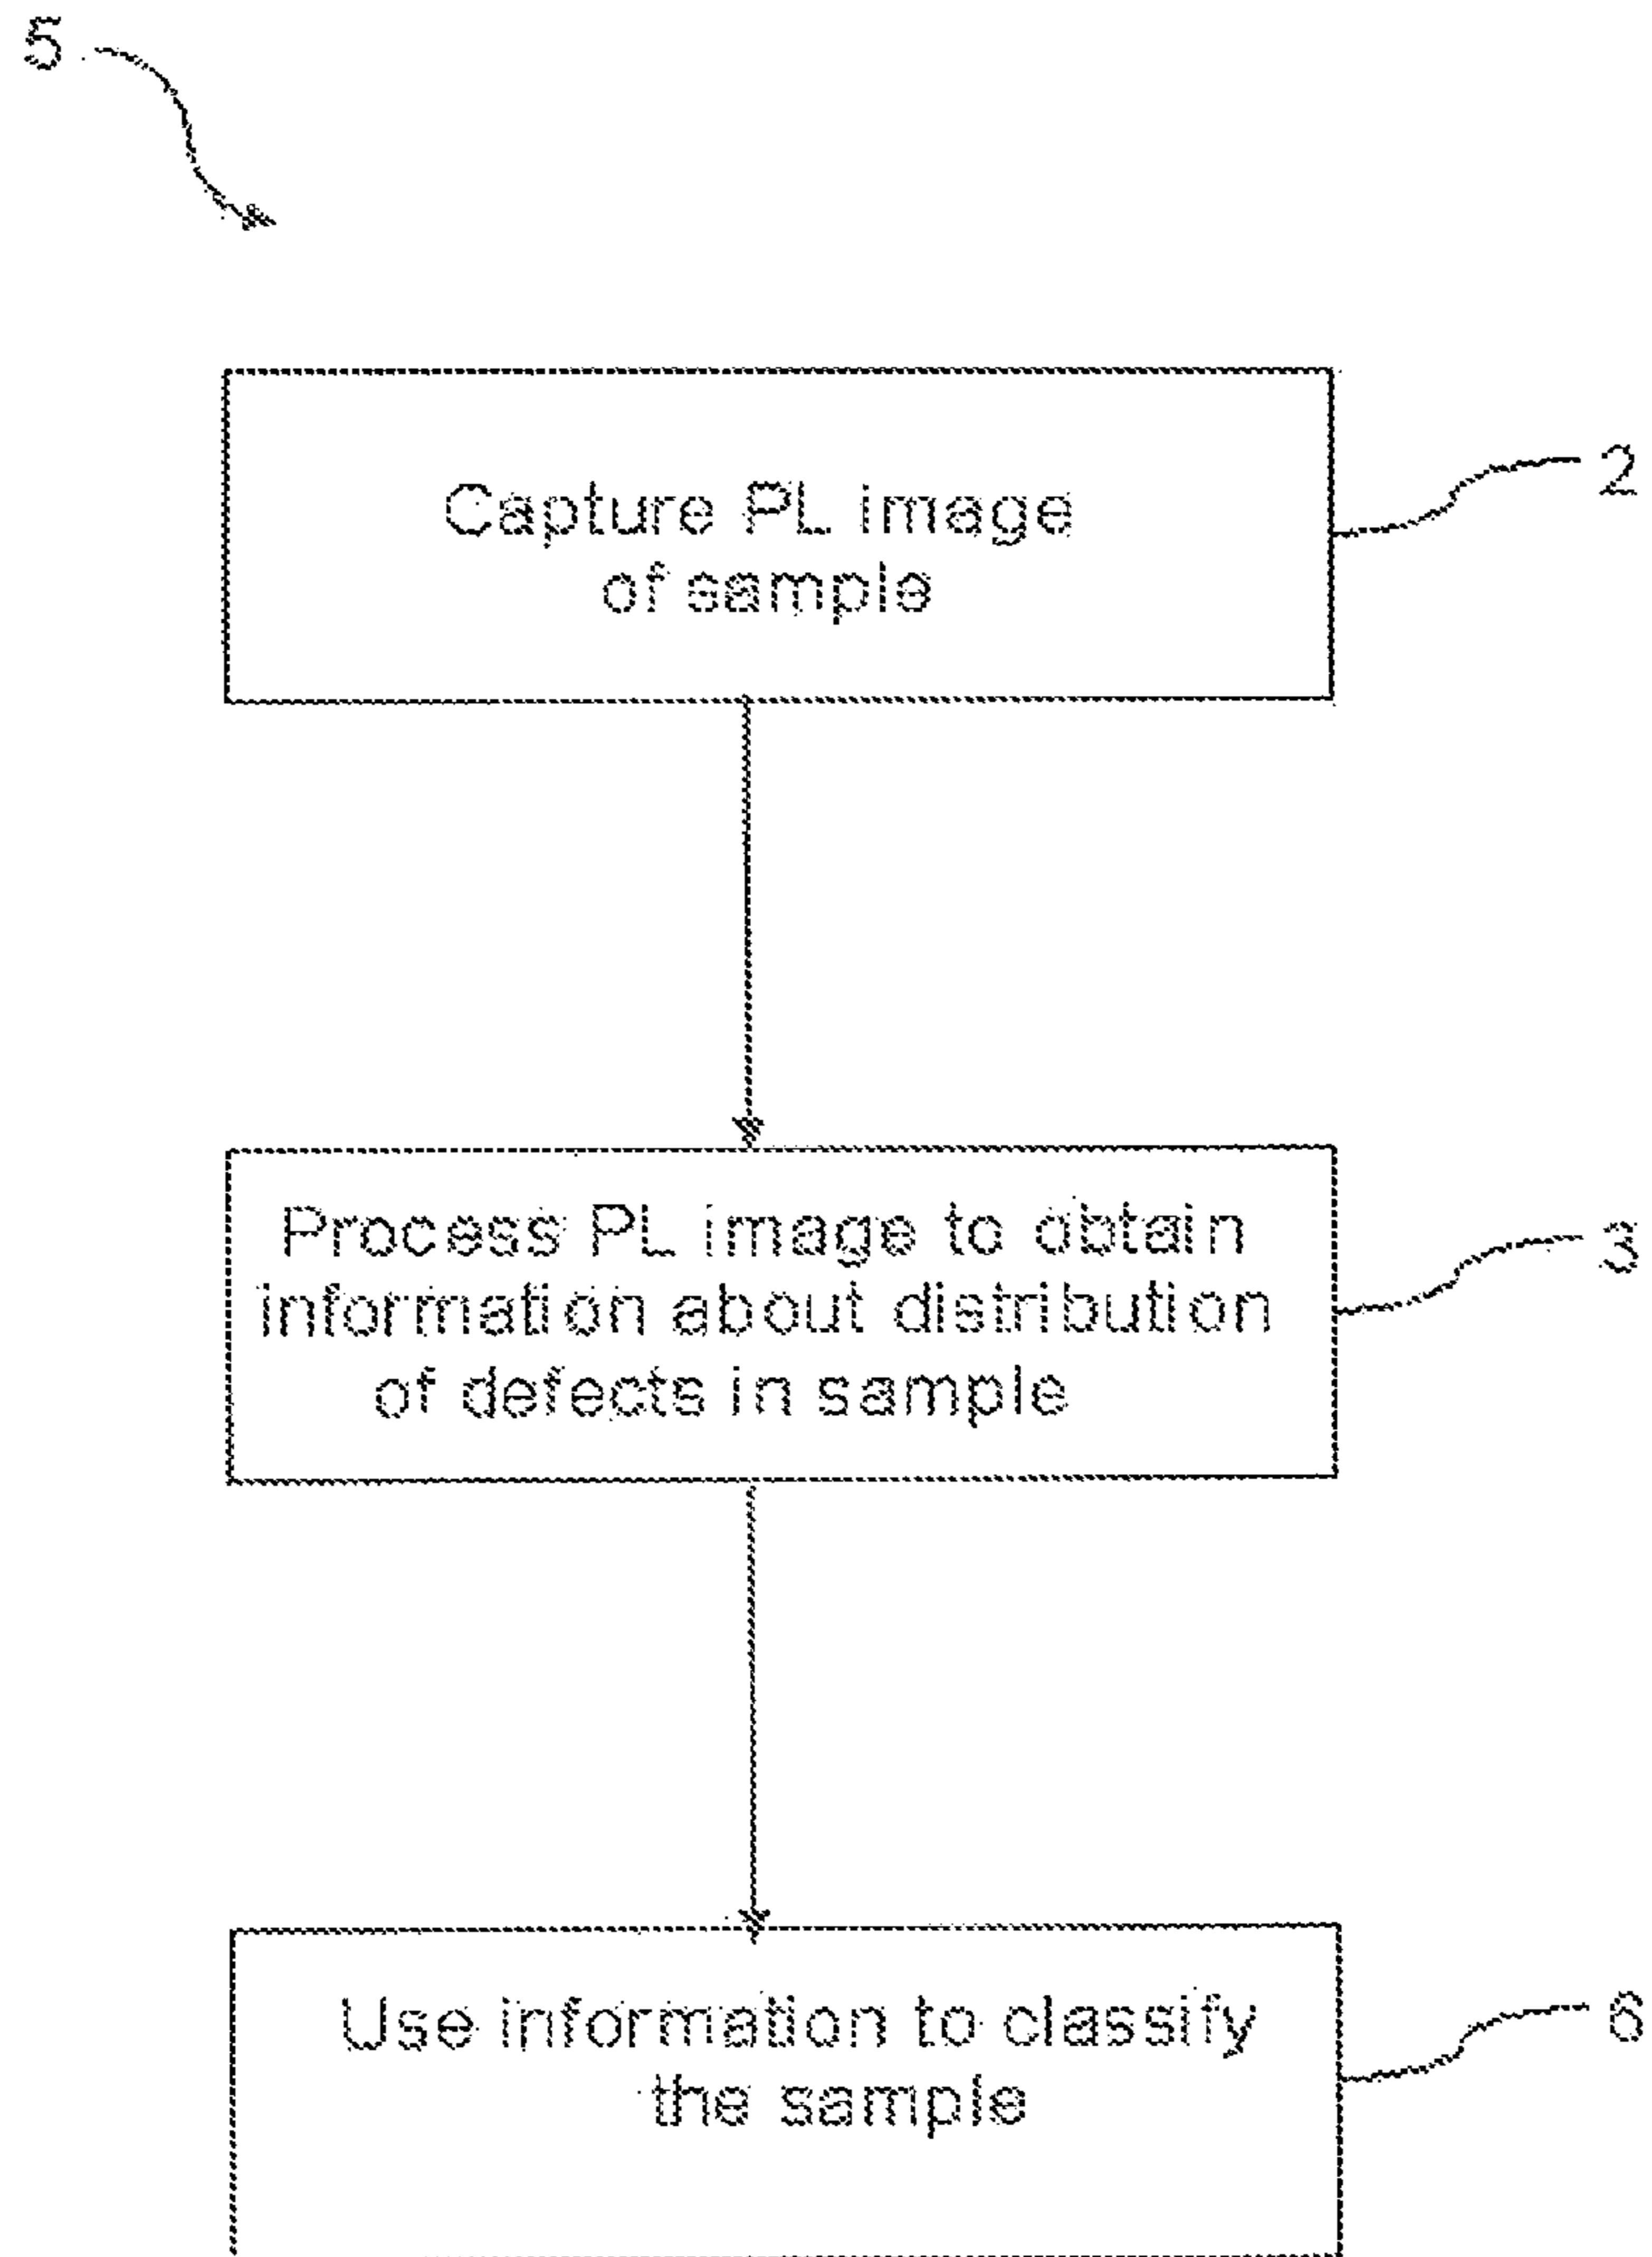 5
Capture PL image
of sample
2
Process PL image to obtain
information about distribution
of defects in sample
3
Use information to classify
the sample
6